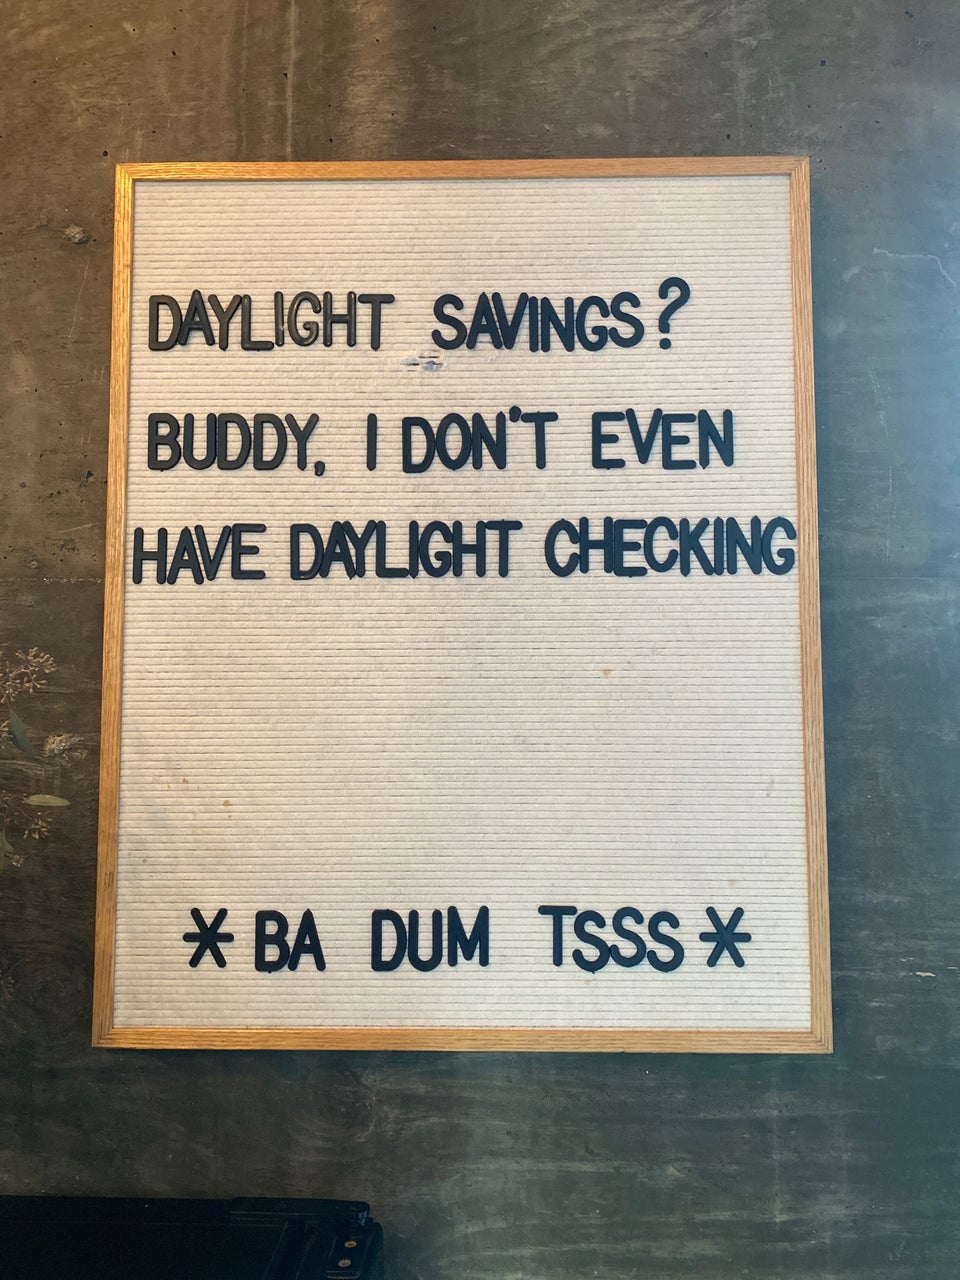 DAYLIGHT SAVINGS?
BUDDY, I DON'T EVEN
HAVE DAYLIGHT CHECKING
*BA DUM TSSS*